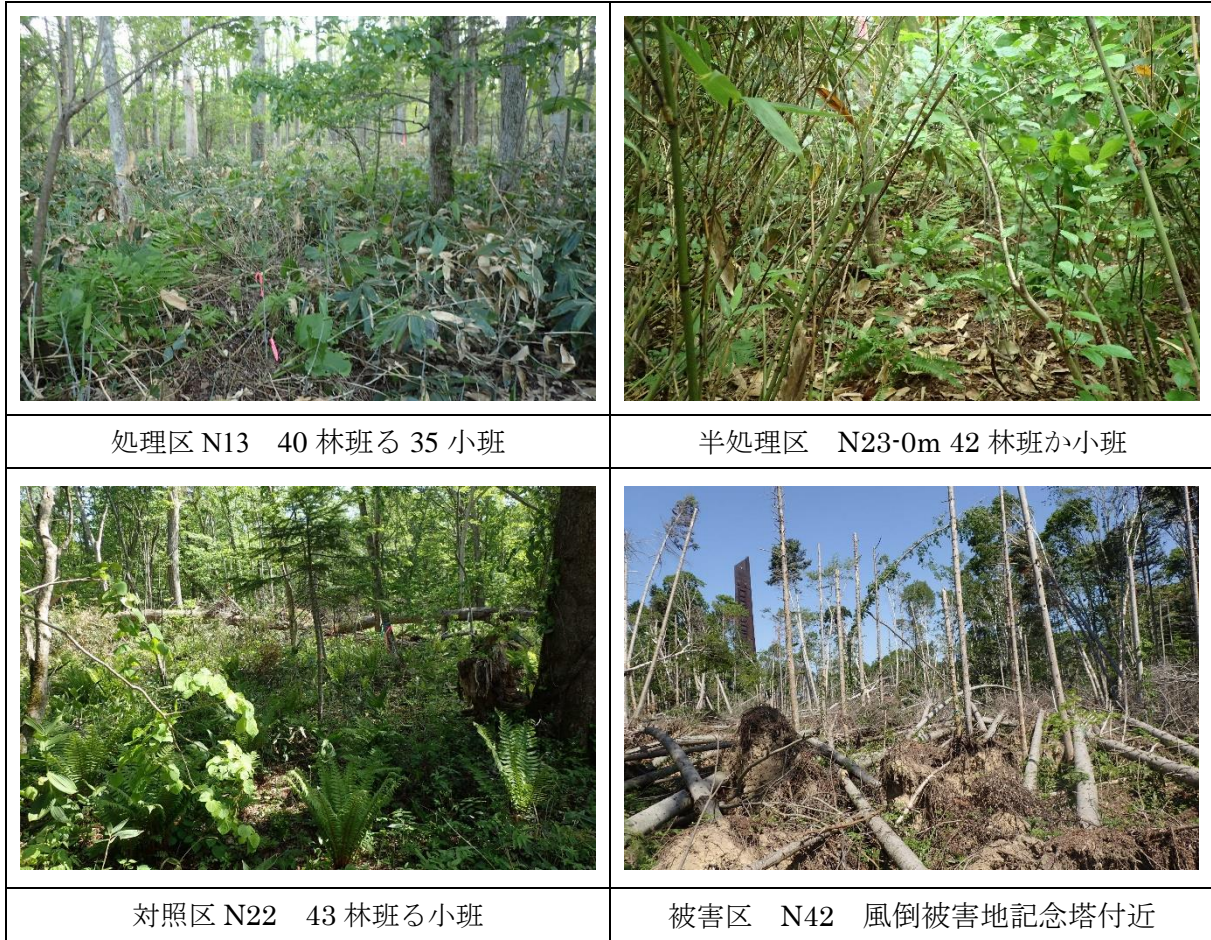 処理区 N13　40 林班る 35 小班
半処理区　N23-0m 42 林班か小班
対照区 N22　43 林班る小班
被害区　N42　風倒被害地記念塔付近